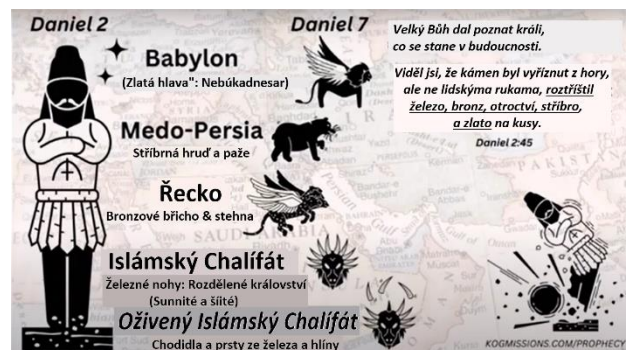 Daniel 2
Daniel 7
Babylon
(Zlatá hlava": Nebúkadnesar)
Medo-Persia
Stříbrná hruď a paže
Řecko
Bronzové břicho & stehna
Islámský Chalífát
Železné nohy: Rozdělené království
(Sunnité a šíité)
Oživený Islámský Chalífát
Chodidla a prsty ze železa a hlíny
Velký Bůh dal poznat králi,
co se stane v budoucnosti.
Viděl jsi, že kámen byl vyříznut z hory,
ale ne lidskýma rukama, roztříštil
železo, bronz, otroctví, stříbro,
a zlato na kusy.
Daniel 2:45
KOGMISSIONS.COM/PROPHECY